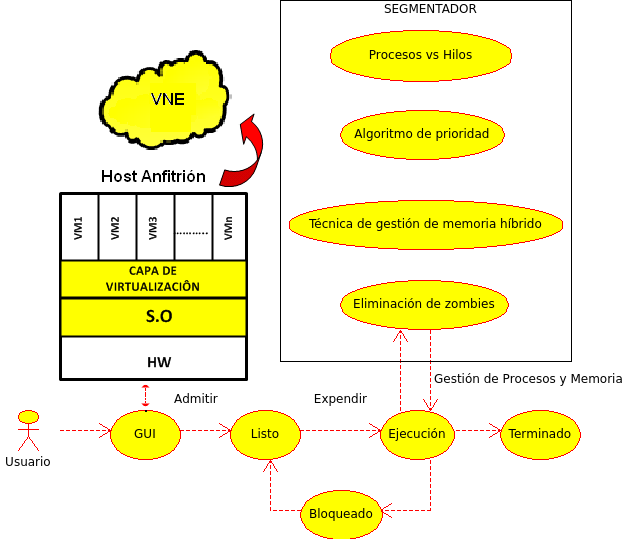 SEGMENTADOR
Procesos vs Hilos
VNE
Algoritmo de prioridad
Host Anfitrión
VM1
VM2
VM3
..........
VMn
Técnica de gestión de memoria híbrido
CAPA DE
VIRTUALIZACIÔN
S.O
Eliminación de zombies
HW
Gestión de Procesos y Memoria
Admitir
Expendir
GUI
Listo
Ejecución
Terminado
Usuario
Bloqueado